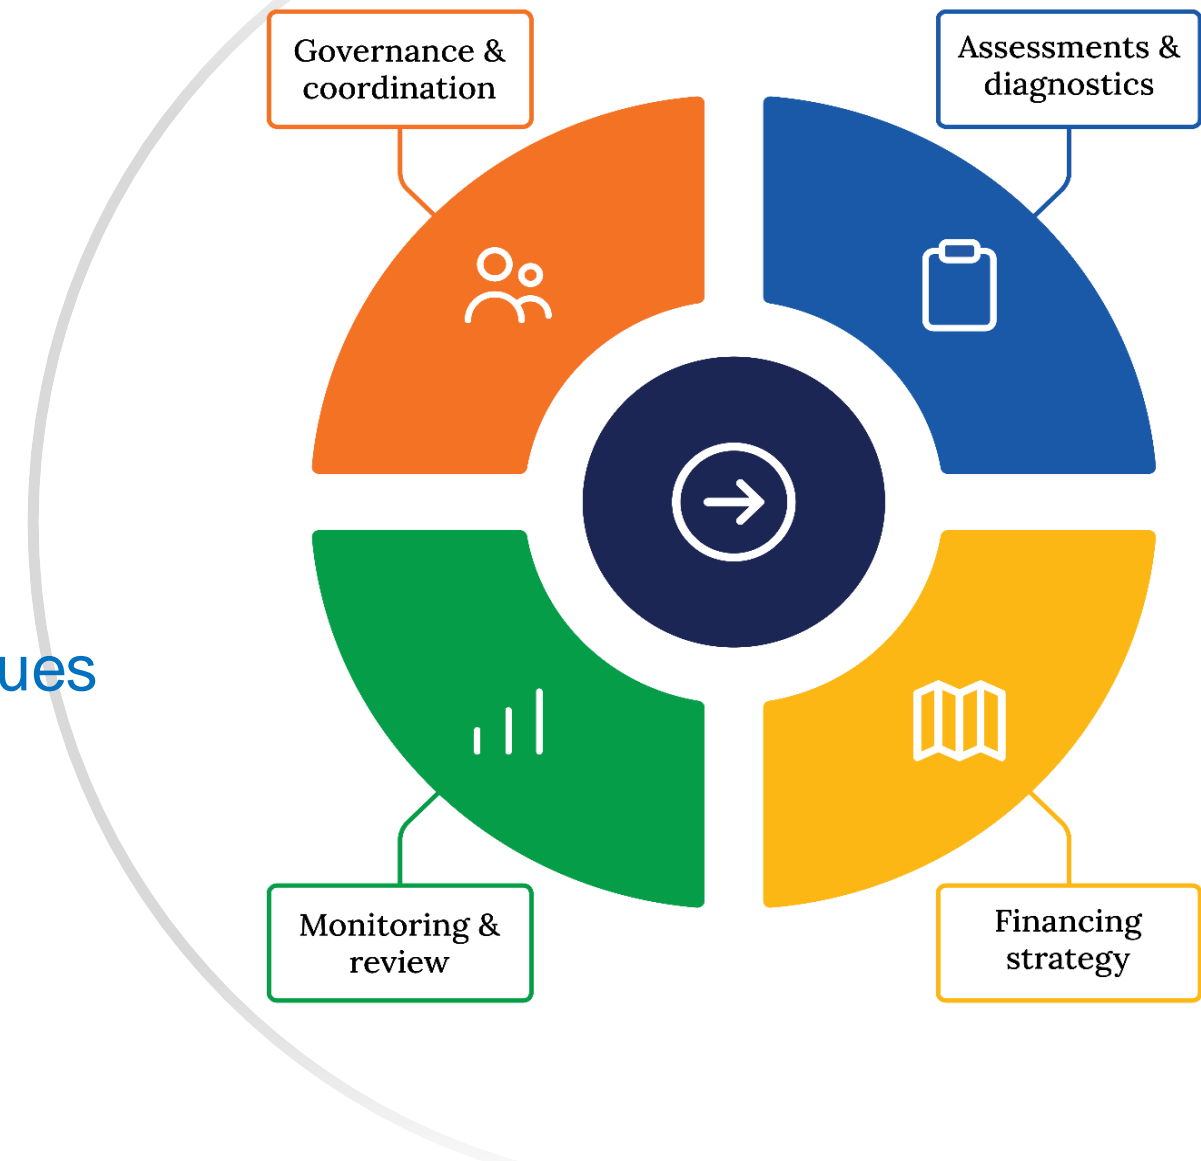 Governance &
coordination
Assessments &
diagnostics
ues
Monitoring &
review
Financing
strategy